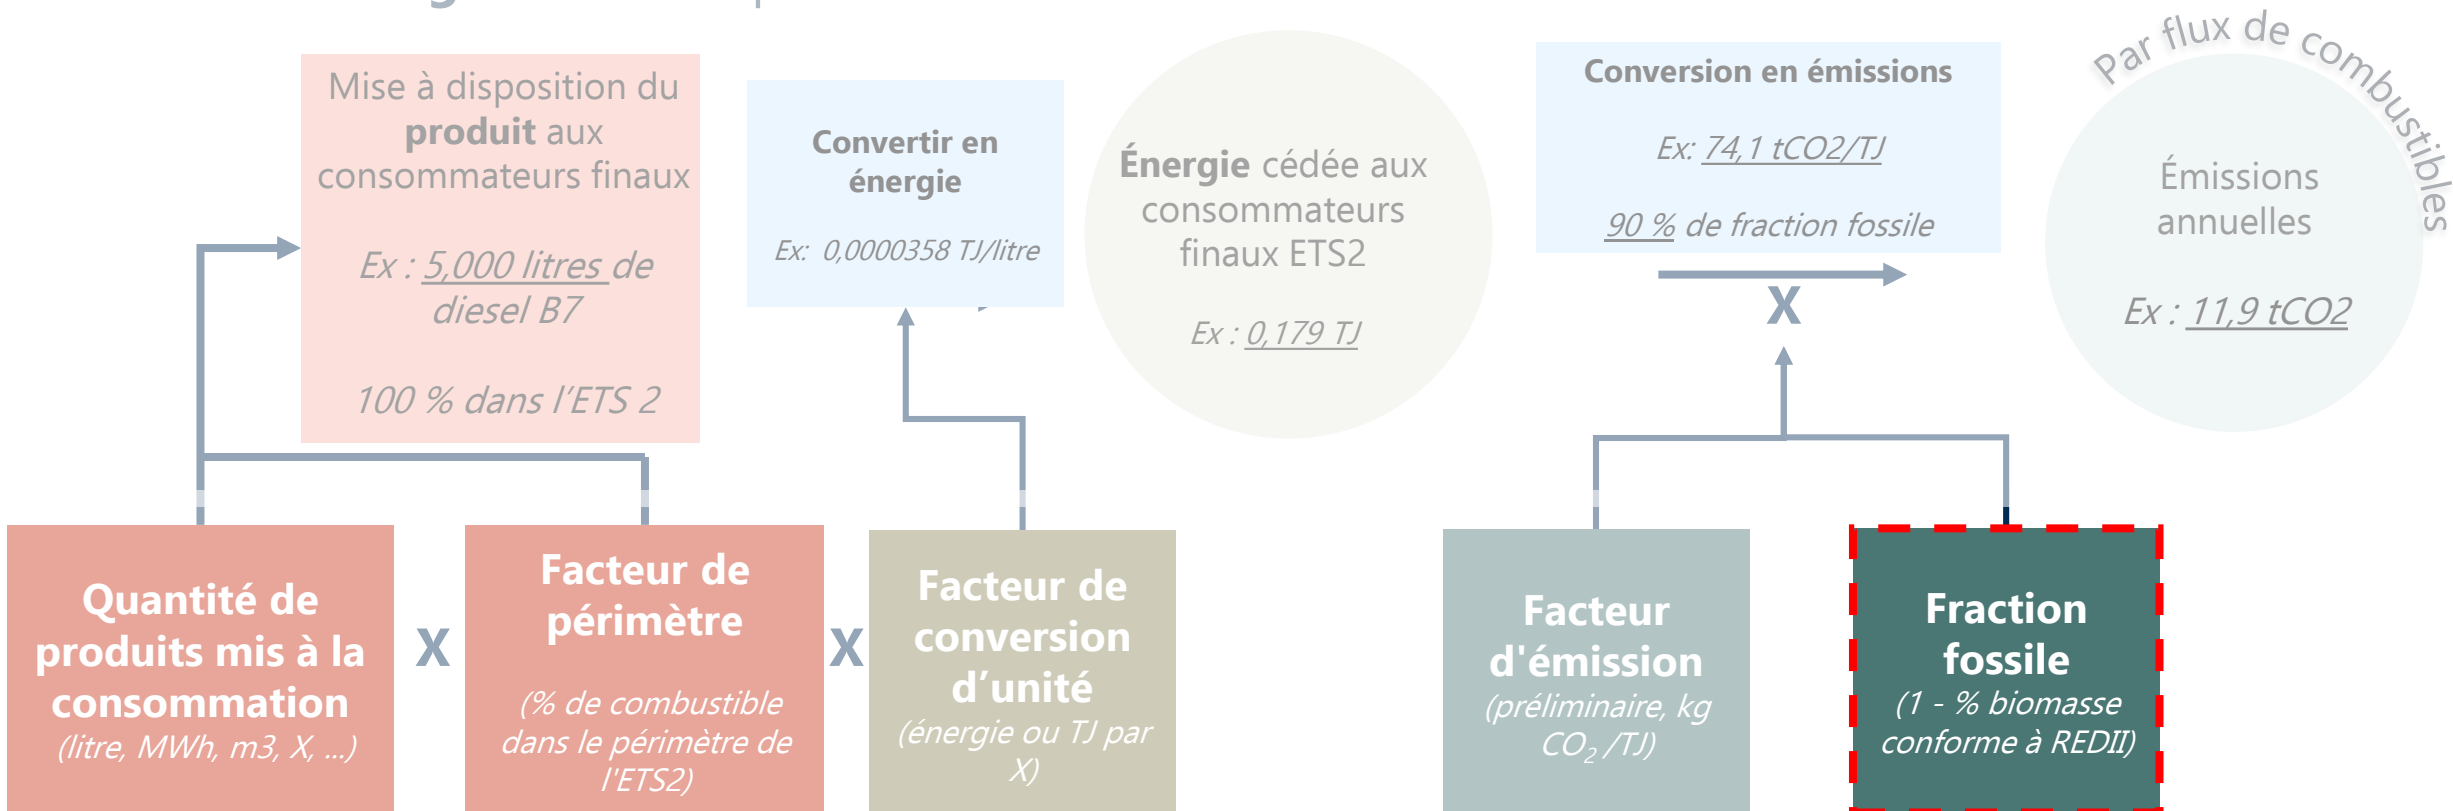 Mise à disposition du
produit aux
consommateurs finaux
Ex : 5,000 litres de
diesel B7
100 % dans l’ETS 2
Convertir en
énergie
Ex: 0,0000358 TJ/litre
Énergie cédée aux
consommateurs
finaux ETS2
Ex : 0,179 TJ
Conversion en émissions
Ex: 74,1 tCO2/TJ
90 % de fraction fossile
X
Par flux de combustibles
Émissions
annuelles
Ex : 11,9 tCO2
Quantité de
produits mis à la
consommation
(litre, MWh, m3, X, ...)
X
Facteur de
périmètre
(% de combustible
dans le périmètre de
l'ETS2)
X
Facteur de
conversion
d’unité
(énergie ou TJ par
X)
Facteur
d'émission
(préliminaire, kg
CO₂ /TJ)
Fraction
fossile
(1 - % biomasse
conforme à REDII)